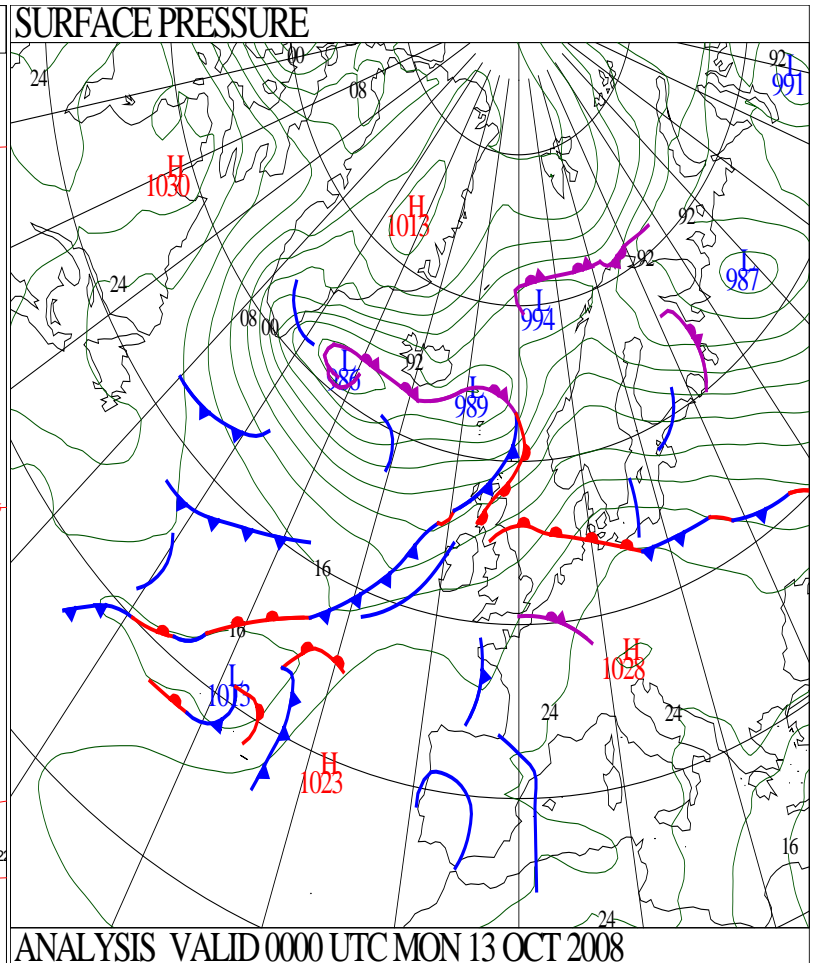 SURFACE PRESSURE
00
92
L
991
24
08
H
1030
H
1013
92
92
L
987
24
L
994
08
00
L
986
92
L
989
16
16
H
1028
L
1013
24
24
H
1023
16
24
ANALYSIS VALID 0000 UTC MON 13 OCT 2008